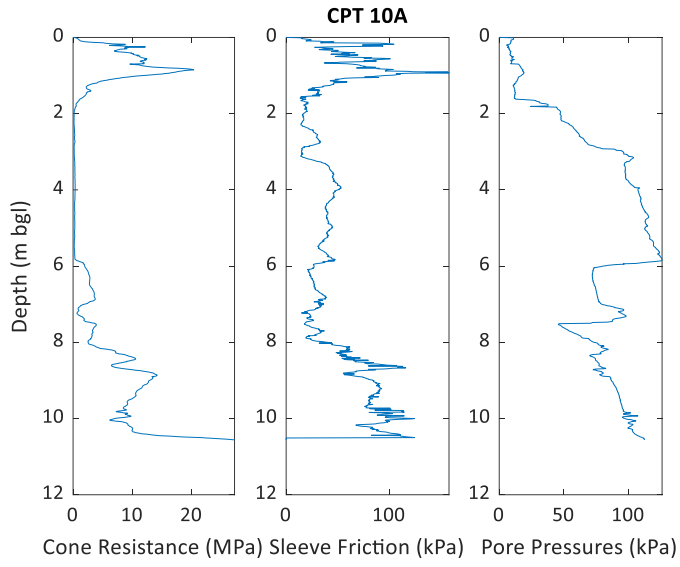 CPT 10A
0 0 0
2 2 2
4 4 4
6 6 6
8 8 8
10 10 10
12 12 12
Depth (m bgl)
0 10 20 0 100 0 50 100
Cone Resistance (MPa) Sleeve Friction (kPa) Pore Pressures (kPa)